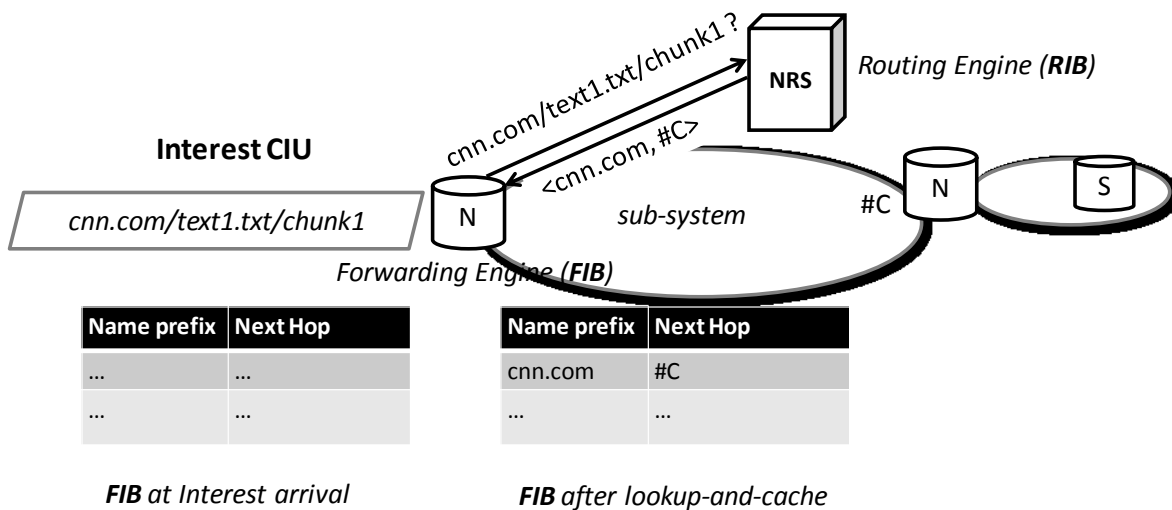 cnn.com/text1.txt/chunk1 ?
NRS
Routing Engine (RIB)
<cnn.com, #C>
Interest CIU
cnn.com/text1.txt/chunk1
N
sub-system
#C
N
S
Forwarding Engine (FIB)
Name prefix Next Hop
... ...
... ...
Name prefix Next Hop
cnn.com #C
... ...
FIB at Interest arrival
FIB after lookup-and-cache